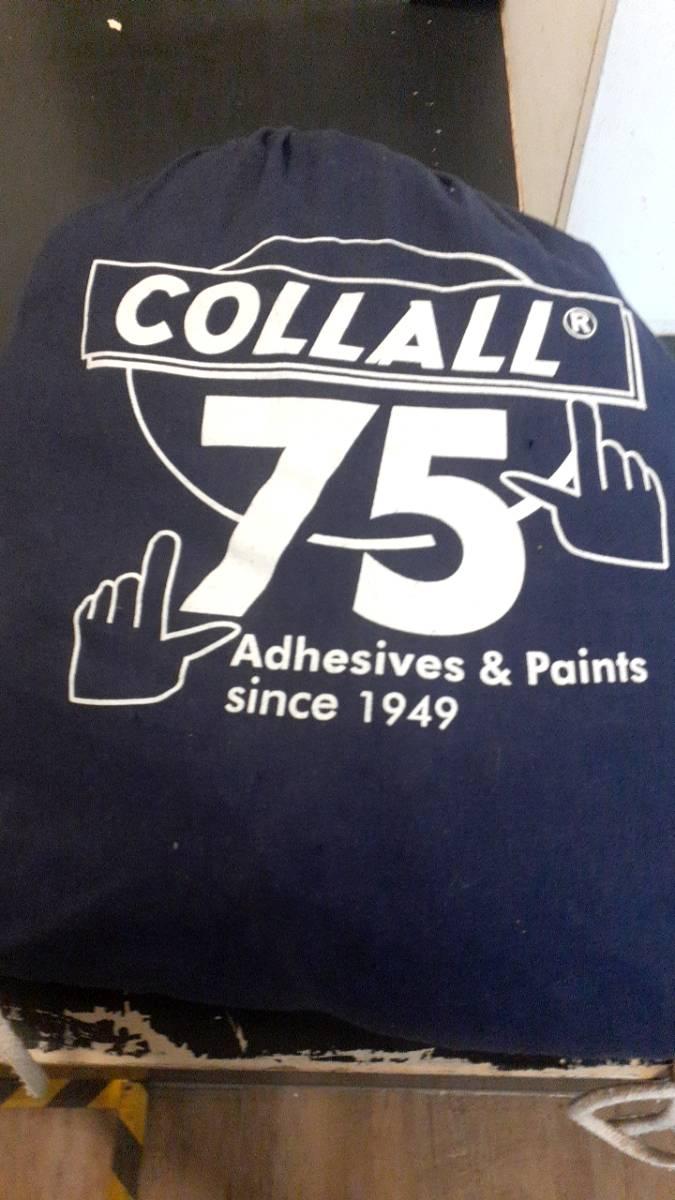 COLLALL®
75
Adhesives & Paints
since 1949